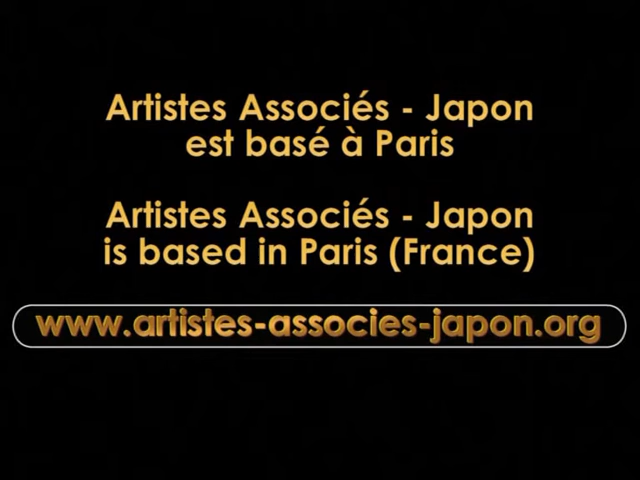 Artistes Associés - Japon
est basé à Paris
Artistes Associés - Japon
is based in Paris (France)
www.artistes-associes-japon.org